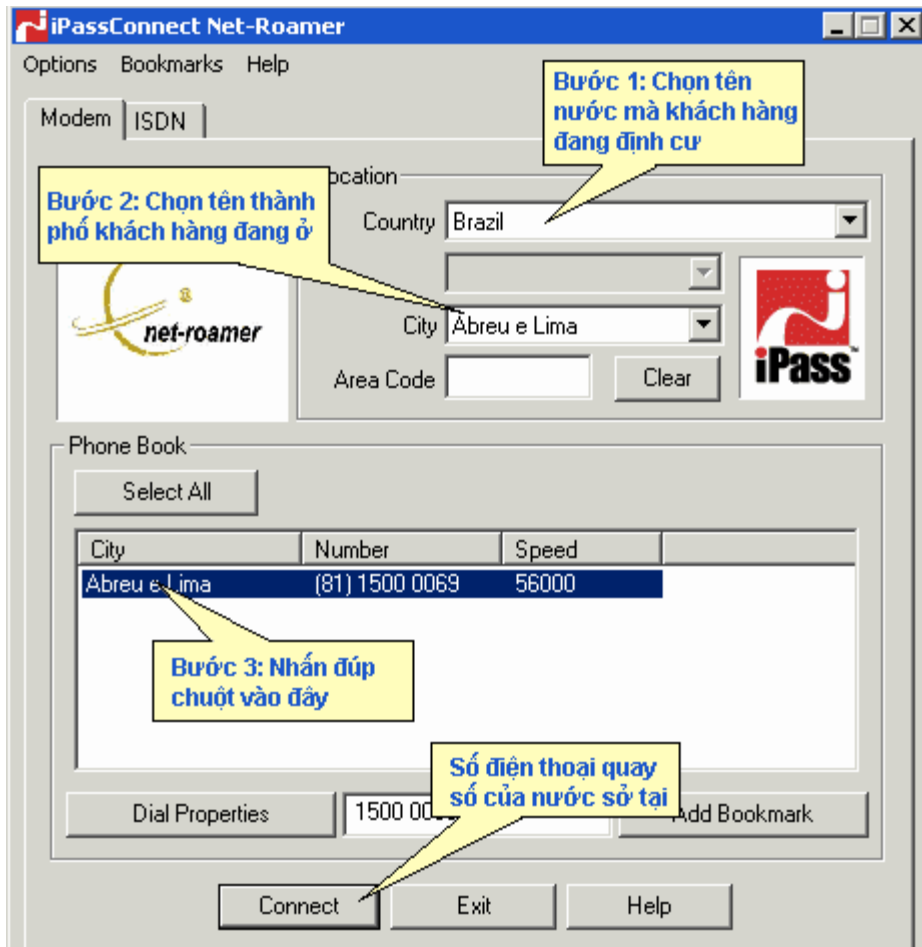 iPassConnect Net-Roamer
Options Bookmarks Help
Bước 1: Chọn tên
nước mà khách hàng
đang định cư
Modem ISDN
Bước 2: Chọn tên thành
phố khách hàng đang ở
Country Brazil
net-roamer
City Abreu e Lima
iPass
Area Code Clear
Phone Book
Select All
City Number Speed
Abreu e Lima (81) 1500 0069 56000
Bước 3: Nhấn đúp
chuột vào đây
Số điện thoại quay
số của nước sở tại
Dial Properties 1500 Add Bookmark
Connect Exit Help